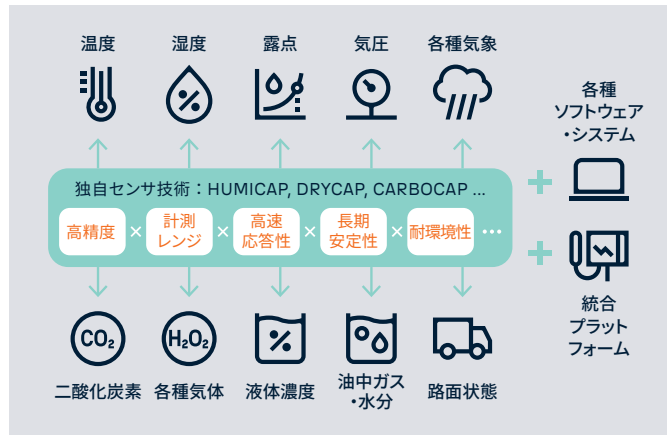 温度
湿度
露点
気圧
各種気象
各種
ソフトウェア
・システム
独自センサ技術：HUMICAP, DRYCAP, CARBOCAP ...
高精度
×
計測
レンジ
×
高速
応答性
×
長期
安定性
×
耐環境性
...
+
+
統合
プラット
フォーム
CO₂
H₂O₂
%
%
二酸化炭素
各種気体
液体濃度
油中ガス
・水分
路面状態